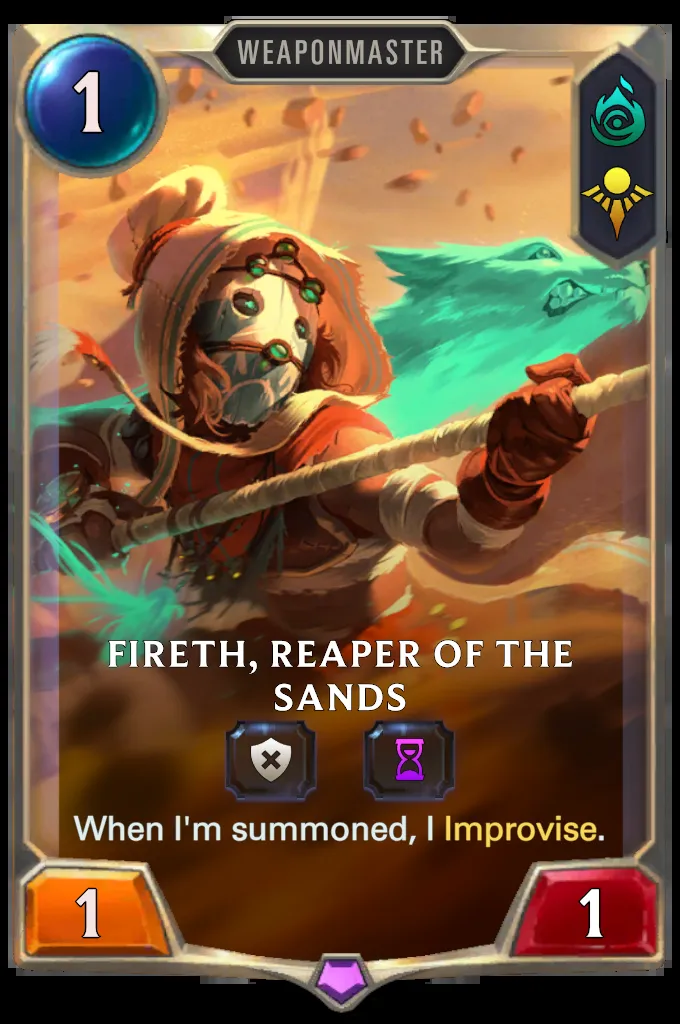 WEAPONMASTER
1
FIRETH, REAPER OF THE
SANDS
When I'm summoned, I Improvise.
1
1